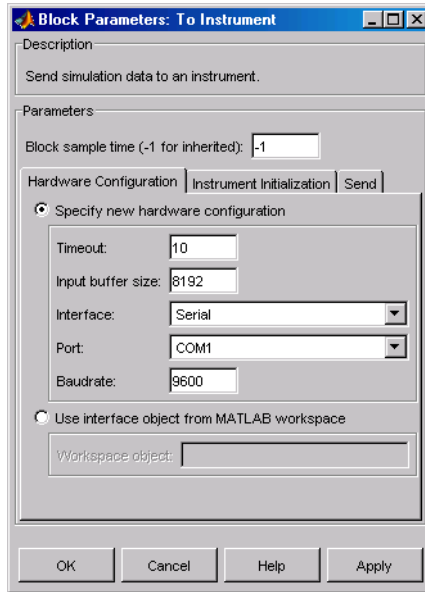 Block Parameters: To Instrument
Description
Send simulation data to an instrument.
Parameters
Block sample time (-1 for inherited): -1
Hardware Configuration Instrument Initialization Send
Specify new hardware configuration
Timeout: 10
Input buffer size: 8192
Interface: Serial
Port: COM1
Baudrate: 9600
Use interface object from MATLAB workspace
Workspace object:
OK Cancel Help Apply